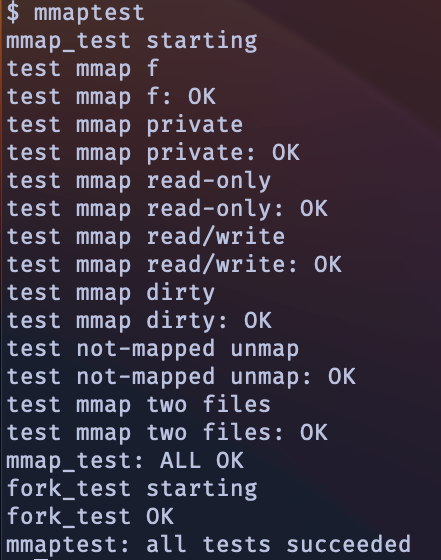 $ mmaptest
mmap_test starting
test mmap f
test mmap f: OK
test mmap private
test mmap private: OK
test mmap read-only
test mmap read-only: OK
test mmap read/write
test mmap read/write: OK
test mmap dirty
test mmap dirty: OK
test not-mapped unmap
test not-mapped unmap: OK
test mmap two files
test mmap two files: OK
mmap_test: ALL OK
fork_test starting
fork_test OK
mmaptest: all tests succeeded